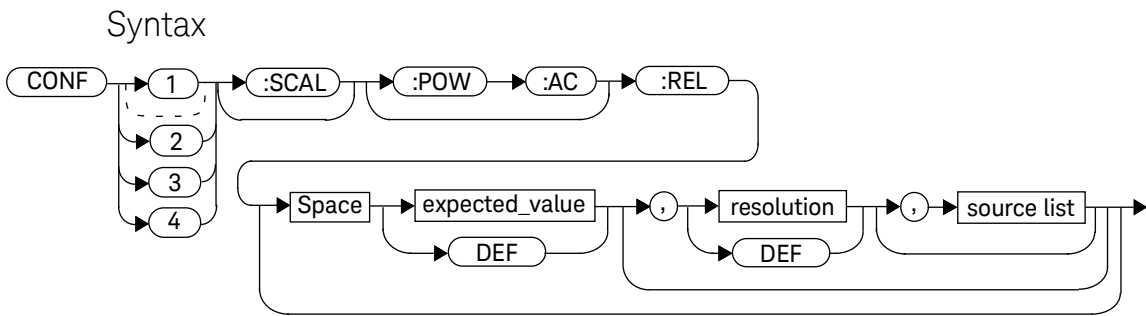 Syntax
CONF 1 :SCAL :POW :AC :REL
2
3
4
Space expected_value , resolution , source list
DEF DEF